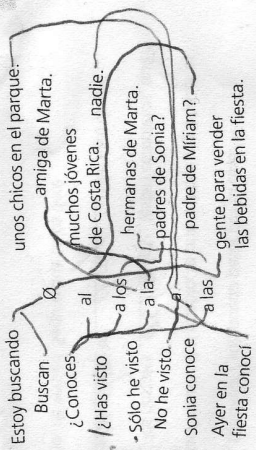 Estoy buscando
Buscan
¿Conoces
¿Has visto
Sólo he visto
No he visto
Sonia conoce
Ayer en la
fiesta conocí
Ø
al
a los
a la
a
a las
unos chicos en el parque.
amiga de Marta.
muchos jóvenes
de Costa Rica.
nadie.
hermanas de Marta.
padres de Sonia?
padre de Míriam?
gente para vender
las bebidas en la fiesta.